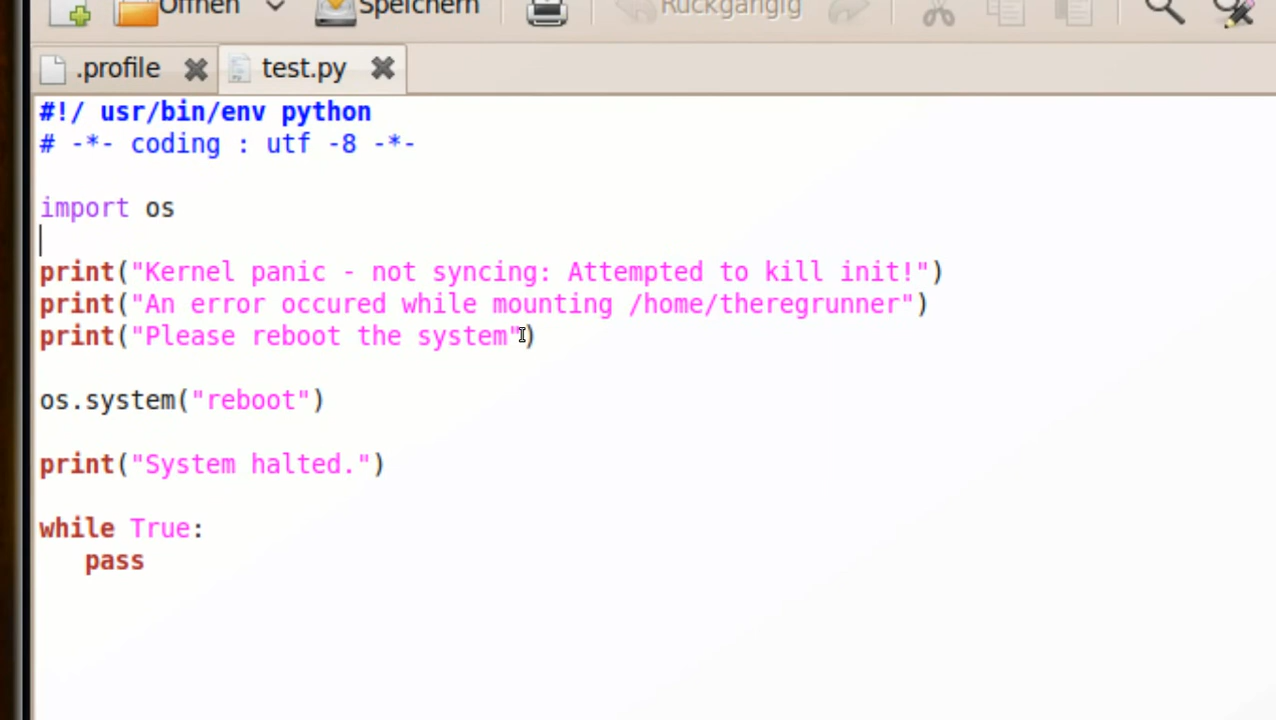 Öffnen Speichern Rückgängig
.profile test.py
#!/ usr/bin/env python
# -*- coding : utf -8 -*-
import os
print("Kernel panic - not syncing: Attempted to kill init!")
print("An error occured while mounting /home/theregrunner")
print("Please reboot the system")
os.system("reboot")
print("System halted.")
while True:
   pass